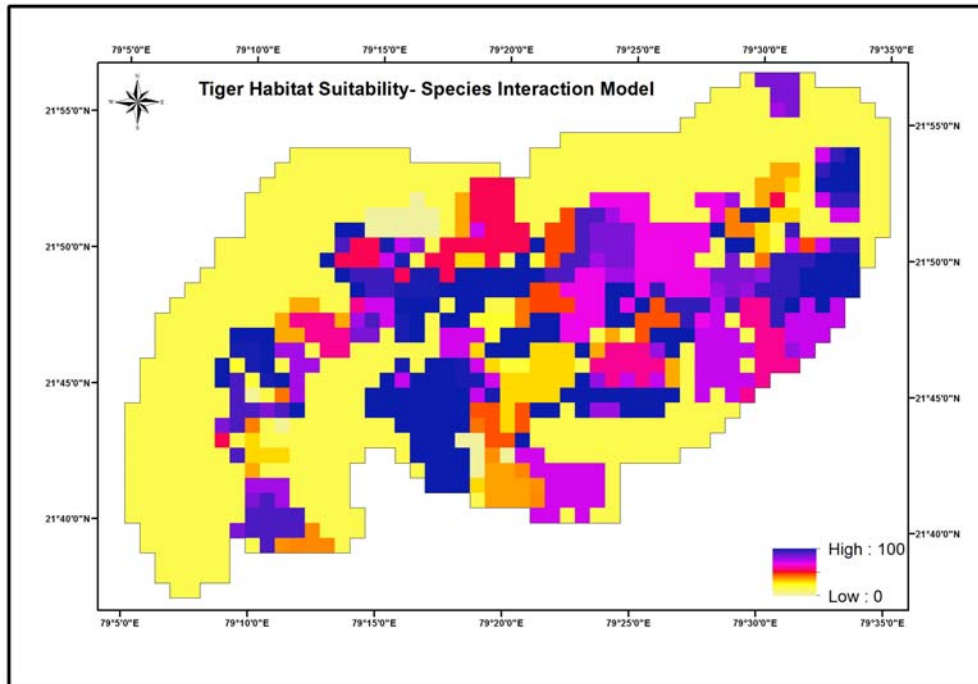 79°5'0"E 79°10'0"E 79°15'0"E 79°20'0"E 79°25'0"E 79°30'0"E 79°35'0"E
Tiger Habitat Suitability- Species Interaction Model
N
W E
S
21°55'0"N 21°55'0"N
21°50'0"N 21°50'0"N
21°45'0"N 21°45'0"N
21°40'0"N 21°40'0"N
High : 100
Low : 0
79°5'0"E 79°10'0"E 79°15'0"E 79°20'0"E 79°25'0"E 79°30'0"E 79°35'0"E